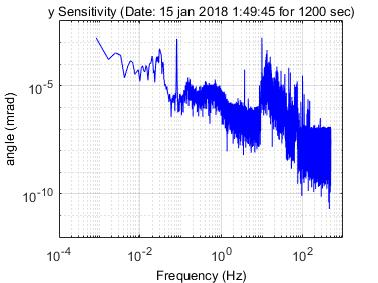 y Sensitivity (Date: 15 jan 2018 1:49:45 for 1200 sec)
angle (mrad)
10^-5
10^-10
10^-4
10^-2
10^0
10^2
Frequency (Hz)